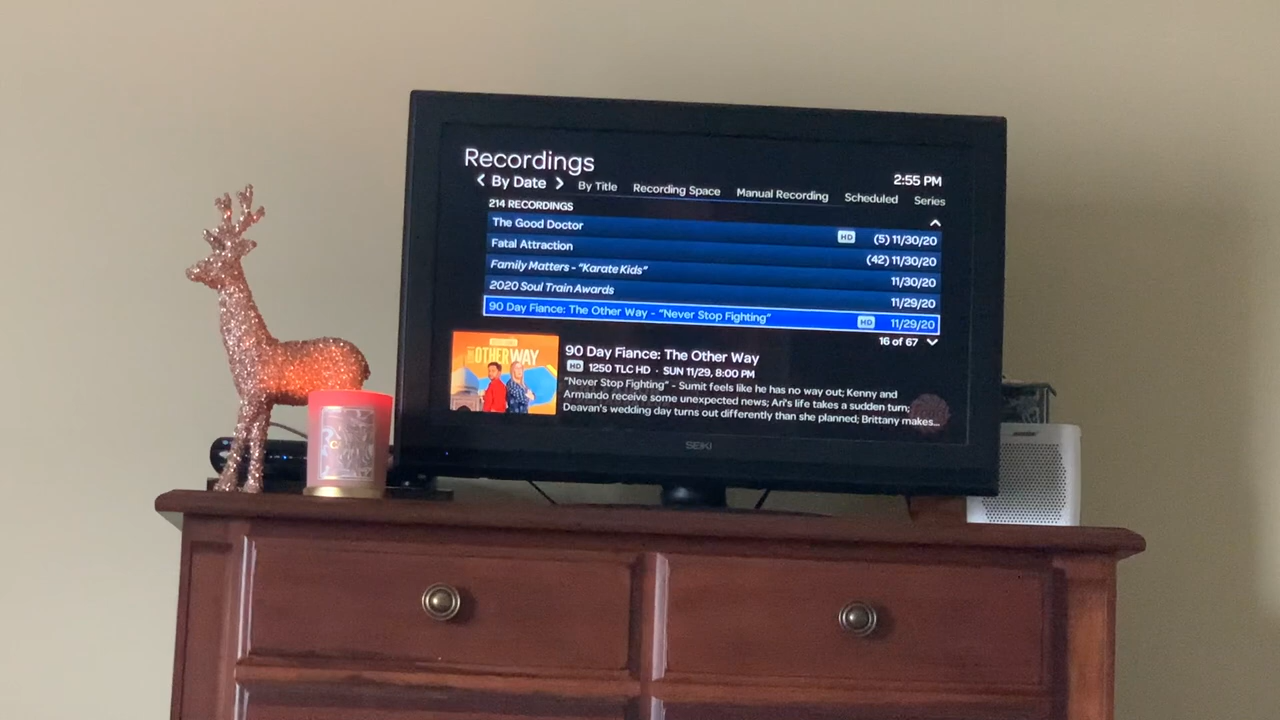 Recordings
2:55 PM
By Date By Title Recording Space Manual Recording Scheduled Series
214 RECORDINGS
The Good Doctor HD (5) 11/30/20
Fatal Attraction (42) 11/30/20
Family Matters - "Karate Kids" 11/30/20
2020 Soul Train Awards 11/29/20
90 Day Fiance: The Other Way - "Never Stop Fighting" HD 11/29/20
16 of 67
OTHER WAY
90 Day Fiance: The Other Way
HD 1250 TLC HD · SUN 11/29, 8:00 PM
"Never Stop Fighting" - Sumit feels like he has no way out; Kenny and
Armando receive some unexpected news; Ari's life takes a sudden turn;
Deavan's wedding day turns out differently than she planned; Brittany makes...
SEIKI